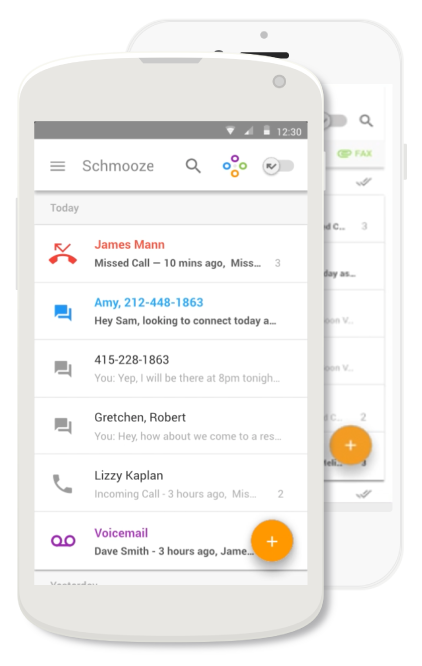 12:30
Schmooze
Today
James Mann
Missed Call — 10 mins ago, Miss... 3
Amy, 212-448-1863
Hey Sam, looking to connect today a...
415-228-1863
You: Yep, I will be there at 8pm tonigh...
Gretchen, Robert
You: Hey, how about we come to a res...
Lizzy Kaplan
Incoming Call - 3 hours ago, Mis... 2
Voicemail
Dave Smith - 3 hours ago, Jame...
Yesterday
FAX
d C... 3
day as...
oon V...
oon V...
d C... 2
3